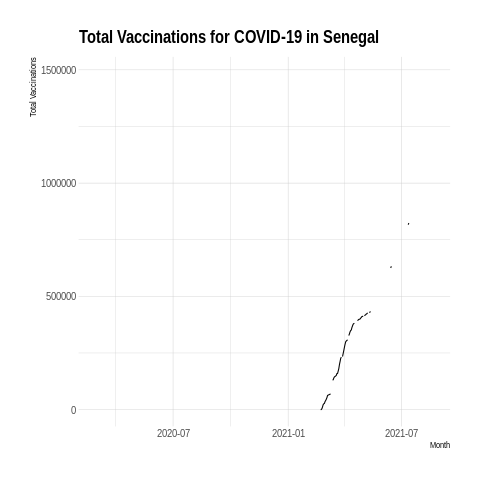 Total Vaccinations for COVID-19 in Senegal
Total Vaccinations
1500000
1000000
500000
0
2020-07 2021-01 2021-07
Month